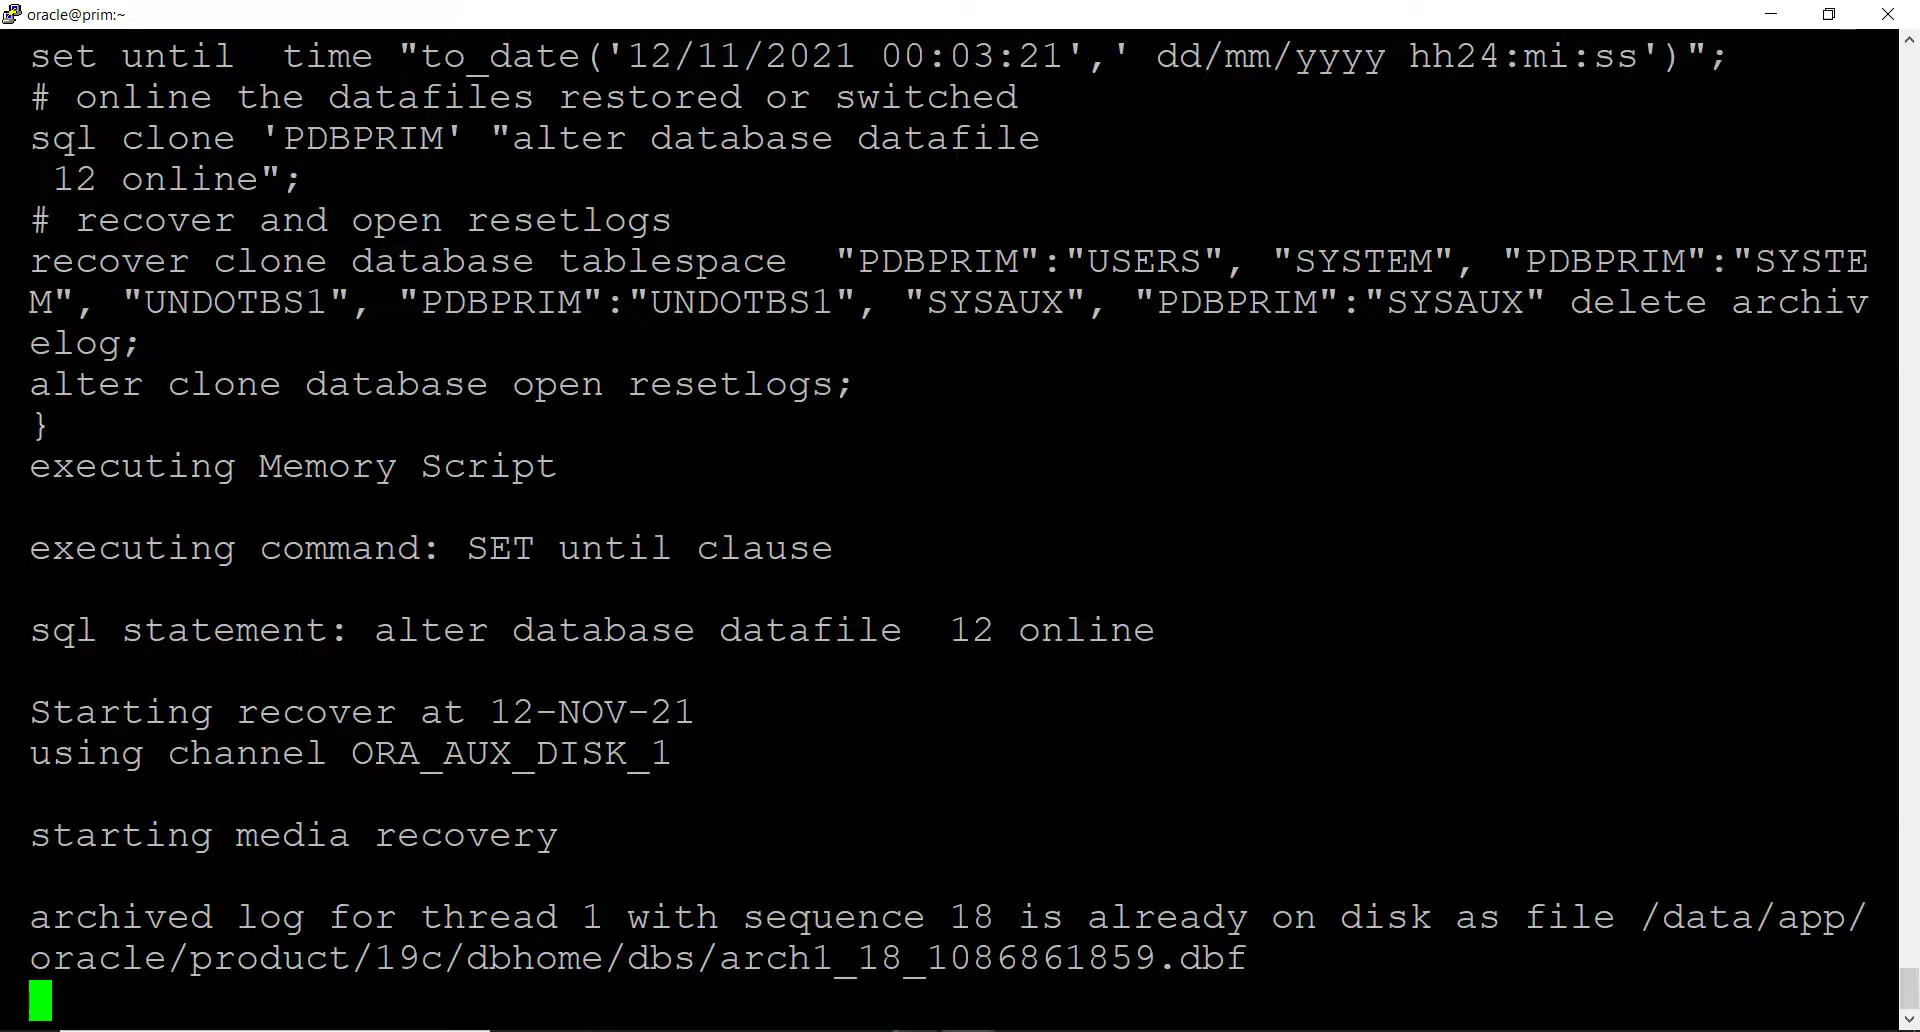 oracle@prim:~
set until  time "to_date('12/11/2021 00:03:21',' dd/mm/yyyy hh24:mi:ss')";
# online the datafiles restored or switched
sql clone 'PDBPRIM' "alter database datafile
 12 online";
# recover and open resetlogs
recover clone database tablespace  "PDBPRIM":"USERS", "SYSTEM", "PDBPRIM":"SYSTE
M", "UNDOTBS1", "PDBPRIM":"UNDOTBS1", "SYSAUX", "PDBPRIM":"SYSAUX" delete archiv
elog;
alter clone database open resetlogs;
}
executing Memory Script
executing command: SET until clause
sql statement: alter database datafile  12 online
Starting recover at 12-NOV-21
using channel ORA_AUX_DISK_1
starting media recovery
archived log for thread 1 with sequence 18 is already on disk as file /data/app/
oracle/product/19c/dbhome/dbs/arch1_18_1086861859.dbf